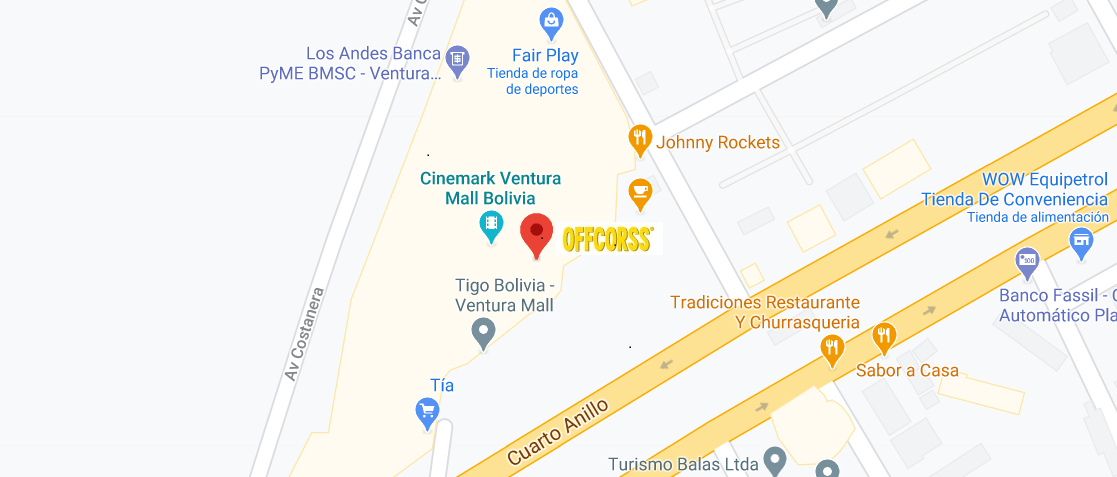 Av C
Los Andes Banca
PyME BMSC - Ventura...
Fair Play
Tienda de ropa
de deportes
Johnny Rockets
Cinemark Ventura
Mall Bolivia
OFFCORSS
WOW Equipetrol
Tienda De Conveniencia
Tienda de alimentación
Tigo Bolivia -
Ventura Mall
Av Costanera
Tradiciones Restaurante
Y Churrasqueria
Banco Fassil - C
Automático Pla
Sabor a Casa
Tía
Cuarto Anillo
Turismo Balas Ltda